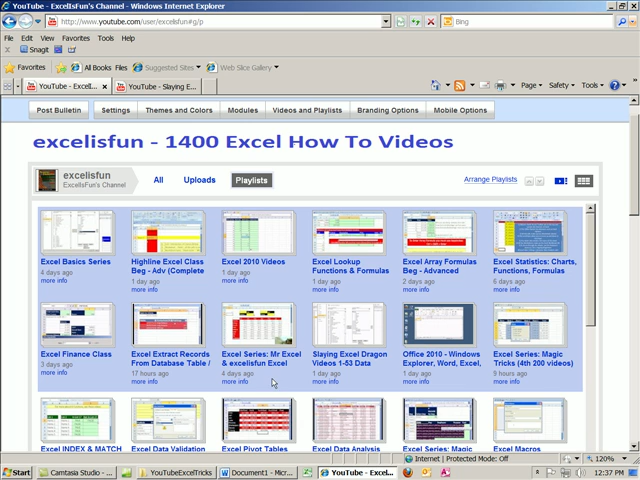 YouTube - ExcelIsFun's Channel - Windows Internet Explorer
http://www.youtube.com/user/excelisfun#g/p
Bing
File Edit View Favorites Tools Help
x Snagit
Favorites All Books Files Suggested Sites Web Slice Gallery
YouTube - ExcelI... x YouTube - Slaying E... Page Safety Tools
Post Bulletin Settings Themes and Colors Modules Videos and Playlists Branding Options Mobile Options
excelisfun - 1400 Excel How To Videos
excelisfun
ExcelIsFun's Channel
All Uploads Playlists Arrange Playlists
Excel Basics Series
4 days ago
more info
Highline Excel Class
Beg - Adv (Complete
1 day ago
more info
Excel 2010 Videos
1 day ago
more info
Excel Lookup
Functions & Formulas
1 day ago
more info
Excel Array Formulas
Beg - Advanced
2 days ago
more info
Excel Statistics: Charts,
Functions, Formulas
6 days ago
more info
Excel Finance Class
3 days ago
more info
Excel Extract Records
From Database Table /
17 hours ago
more info
Excel Series: Mr Excel
& excelisfun Excel
4 days ago
more info
Slaying Excel Dragon
Videos 1-53 Data
1 day ago
more info
Office 2010 - Windows
Explorer, Word, Excel,
1 day ago
more info
Excel Series: Magic
Tricks (4th 200 videos)
9 hours ago
more info
Excel INDEX & MATCH
Excel Data Validation
Excel Pivot Tables
Excel Data Analysis
Excel Series: Magic
Excel Macros
Internet | Protected Mode: Off 120%
Start Camtasia Studio - ... YouTubeExcelTricks Document1 - Micr... YouTube - Excel... 12:37 PM